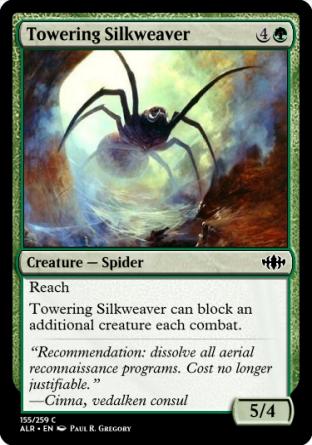 Towering Silkweaver 4
Creature — Spider
Reach
Towering Silkweaver can block an
additional creature each combat.
“Recommendation: dissolve all aerial
reconnaissance programs. Cost no longer
justifiable.”
—Cinna, vedalken consul
5/4
155/259 C
ALR • EN Paul R. Gregory